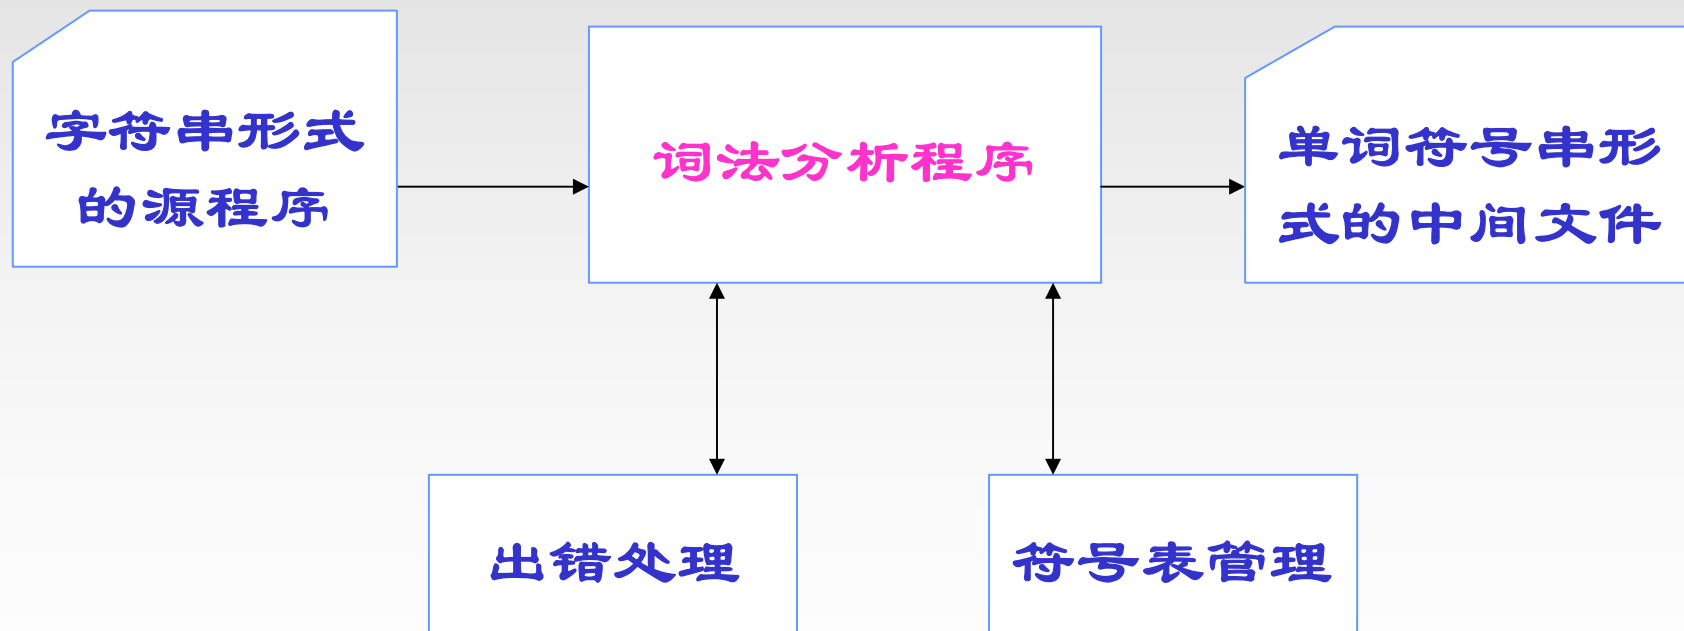 字符串形式
的源程序
词法分析程序
单词符号串形
式的中间文件
出错处理
符号表管理